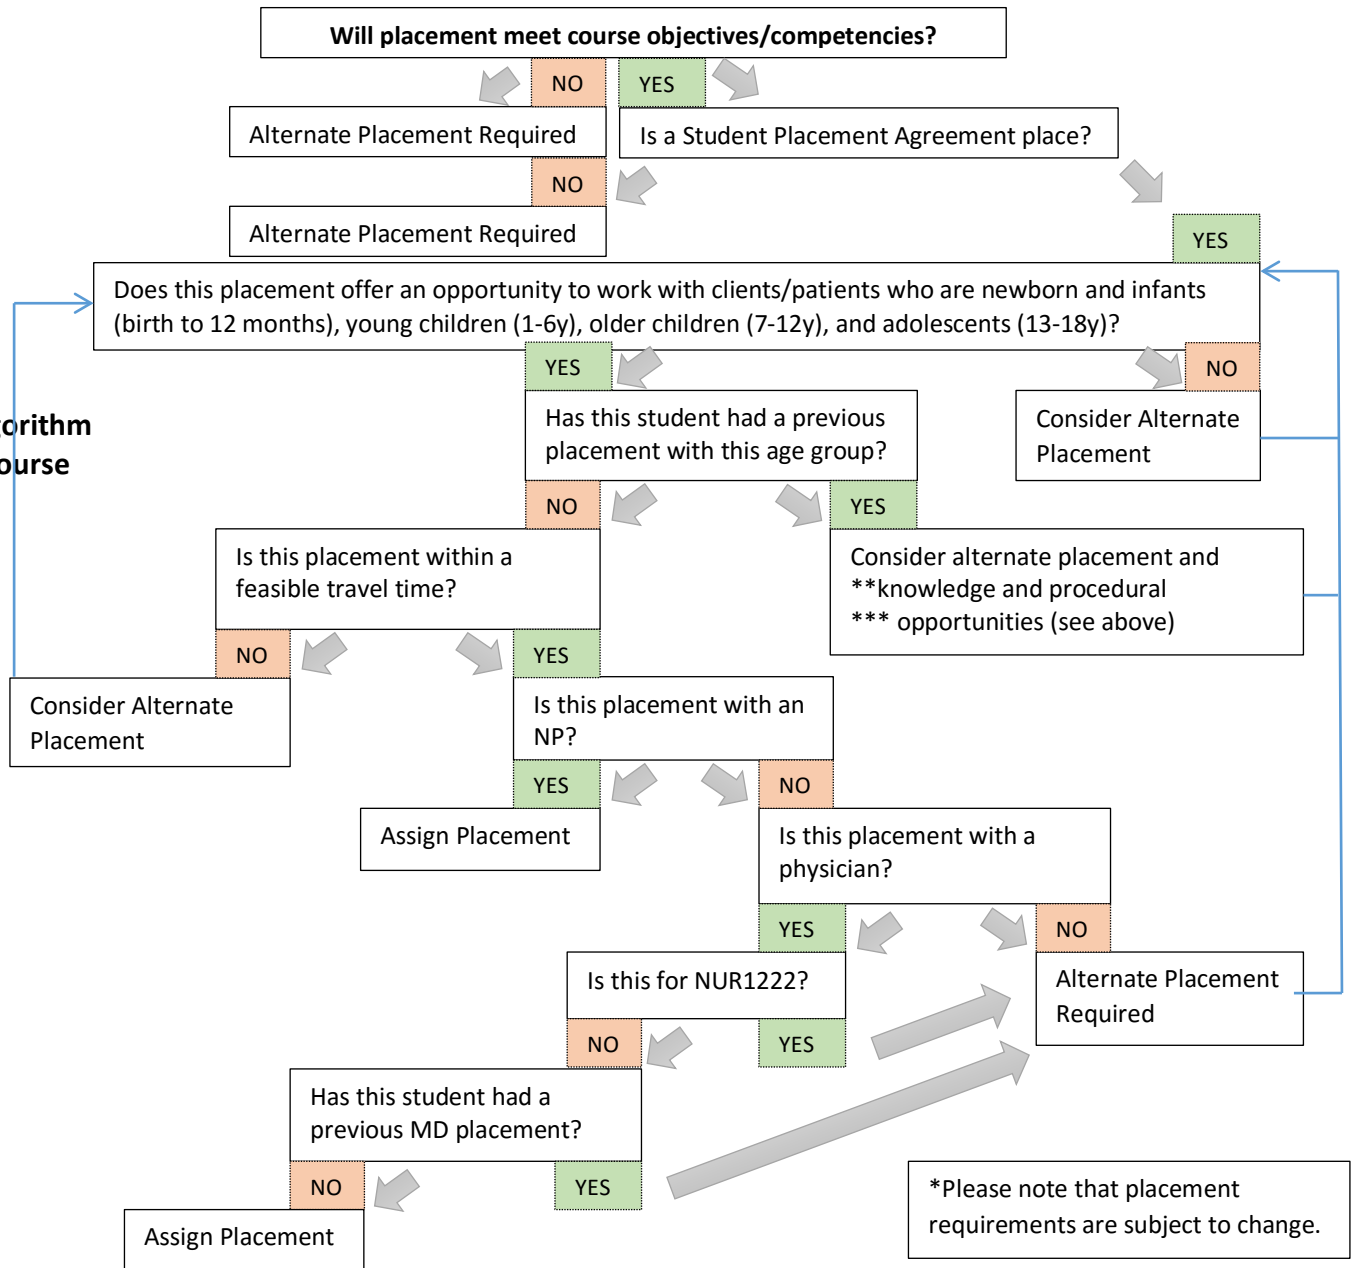 Will placement meet course objectives/competencies?
NO
YES
Alternate Placement Required
Is a Student Placement Agreement place?
NO
Alternate Placement Required
YES
Does this placement offer an opportunity to work with clients/patients who are newborn and infants
(birth to 12 months), young children (1-6y), older children (7-12y), and adolescents (13-18y)?
YES
NO
Has this student had a previous
placement with this age group?
Consider Alternate
Placement
gorithm
ourse
NO
YES
Is this placement within a
feasible travel time?
Consider alternate placement and
**knowledge and procedural
*** opportunities (see above)
NO
YES
Consider Alternate
Placement
Is this placement with an
NP?
YES
NO
Assign Placement
Is this placement with a
physician?
YES
NO
Is this for NUR1222?
Alternate Placement
Required
NO
YES
Has this student had a
previous MD placement?
NO
YES
Assign Placement
*Please note that placement
requirements are subject to change.